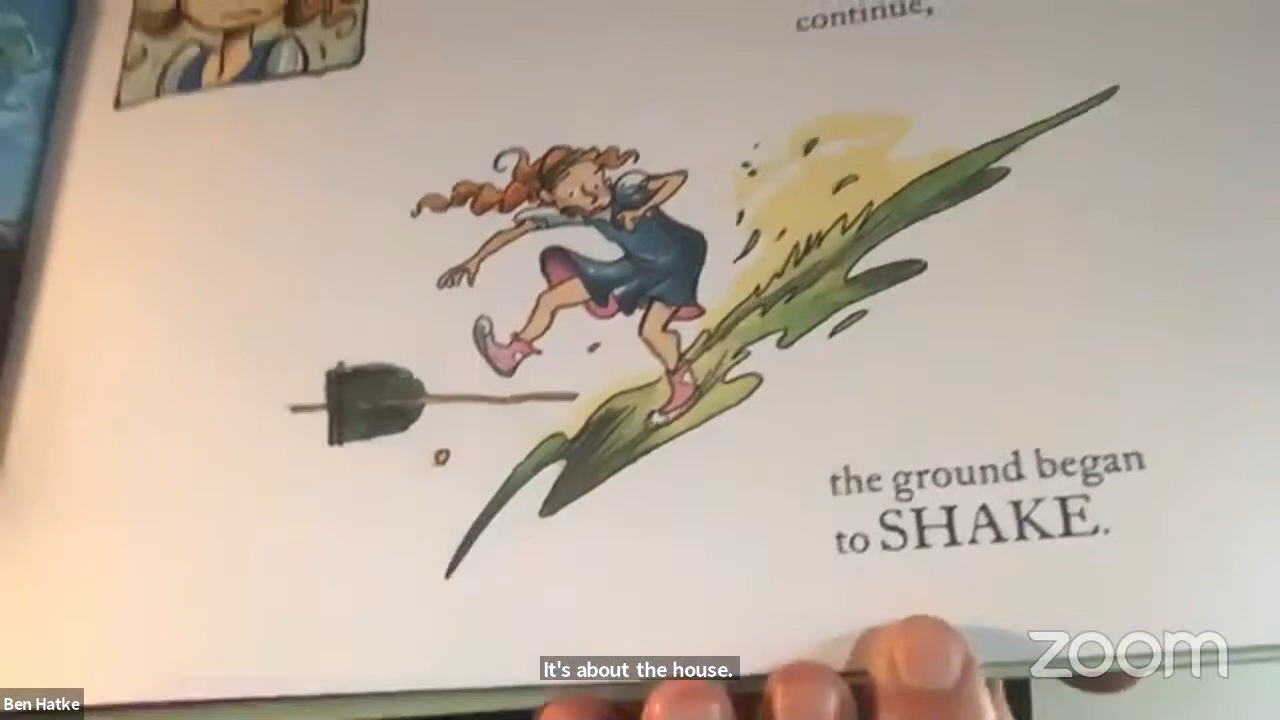 continue,
the ground began
to SHAKE.
It's about the house.
zoom
Ben Hatke